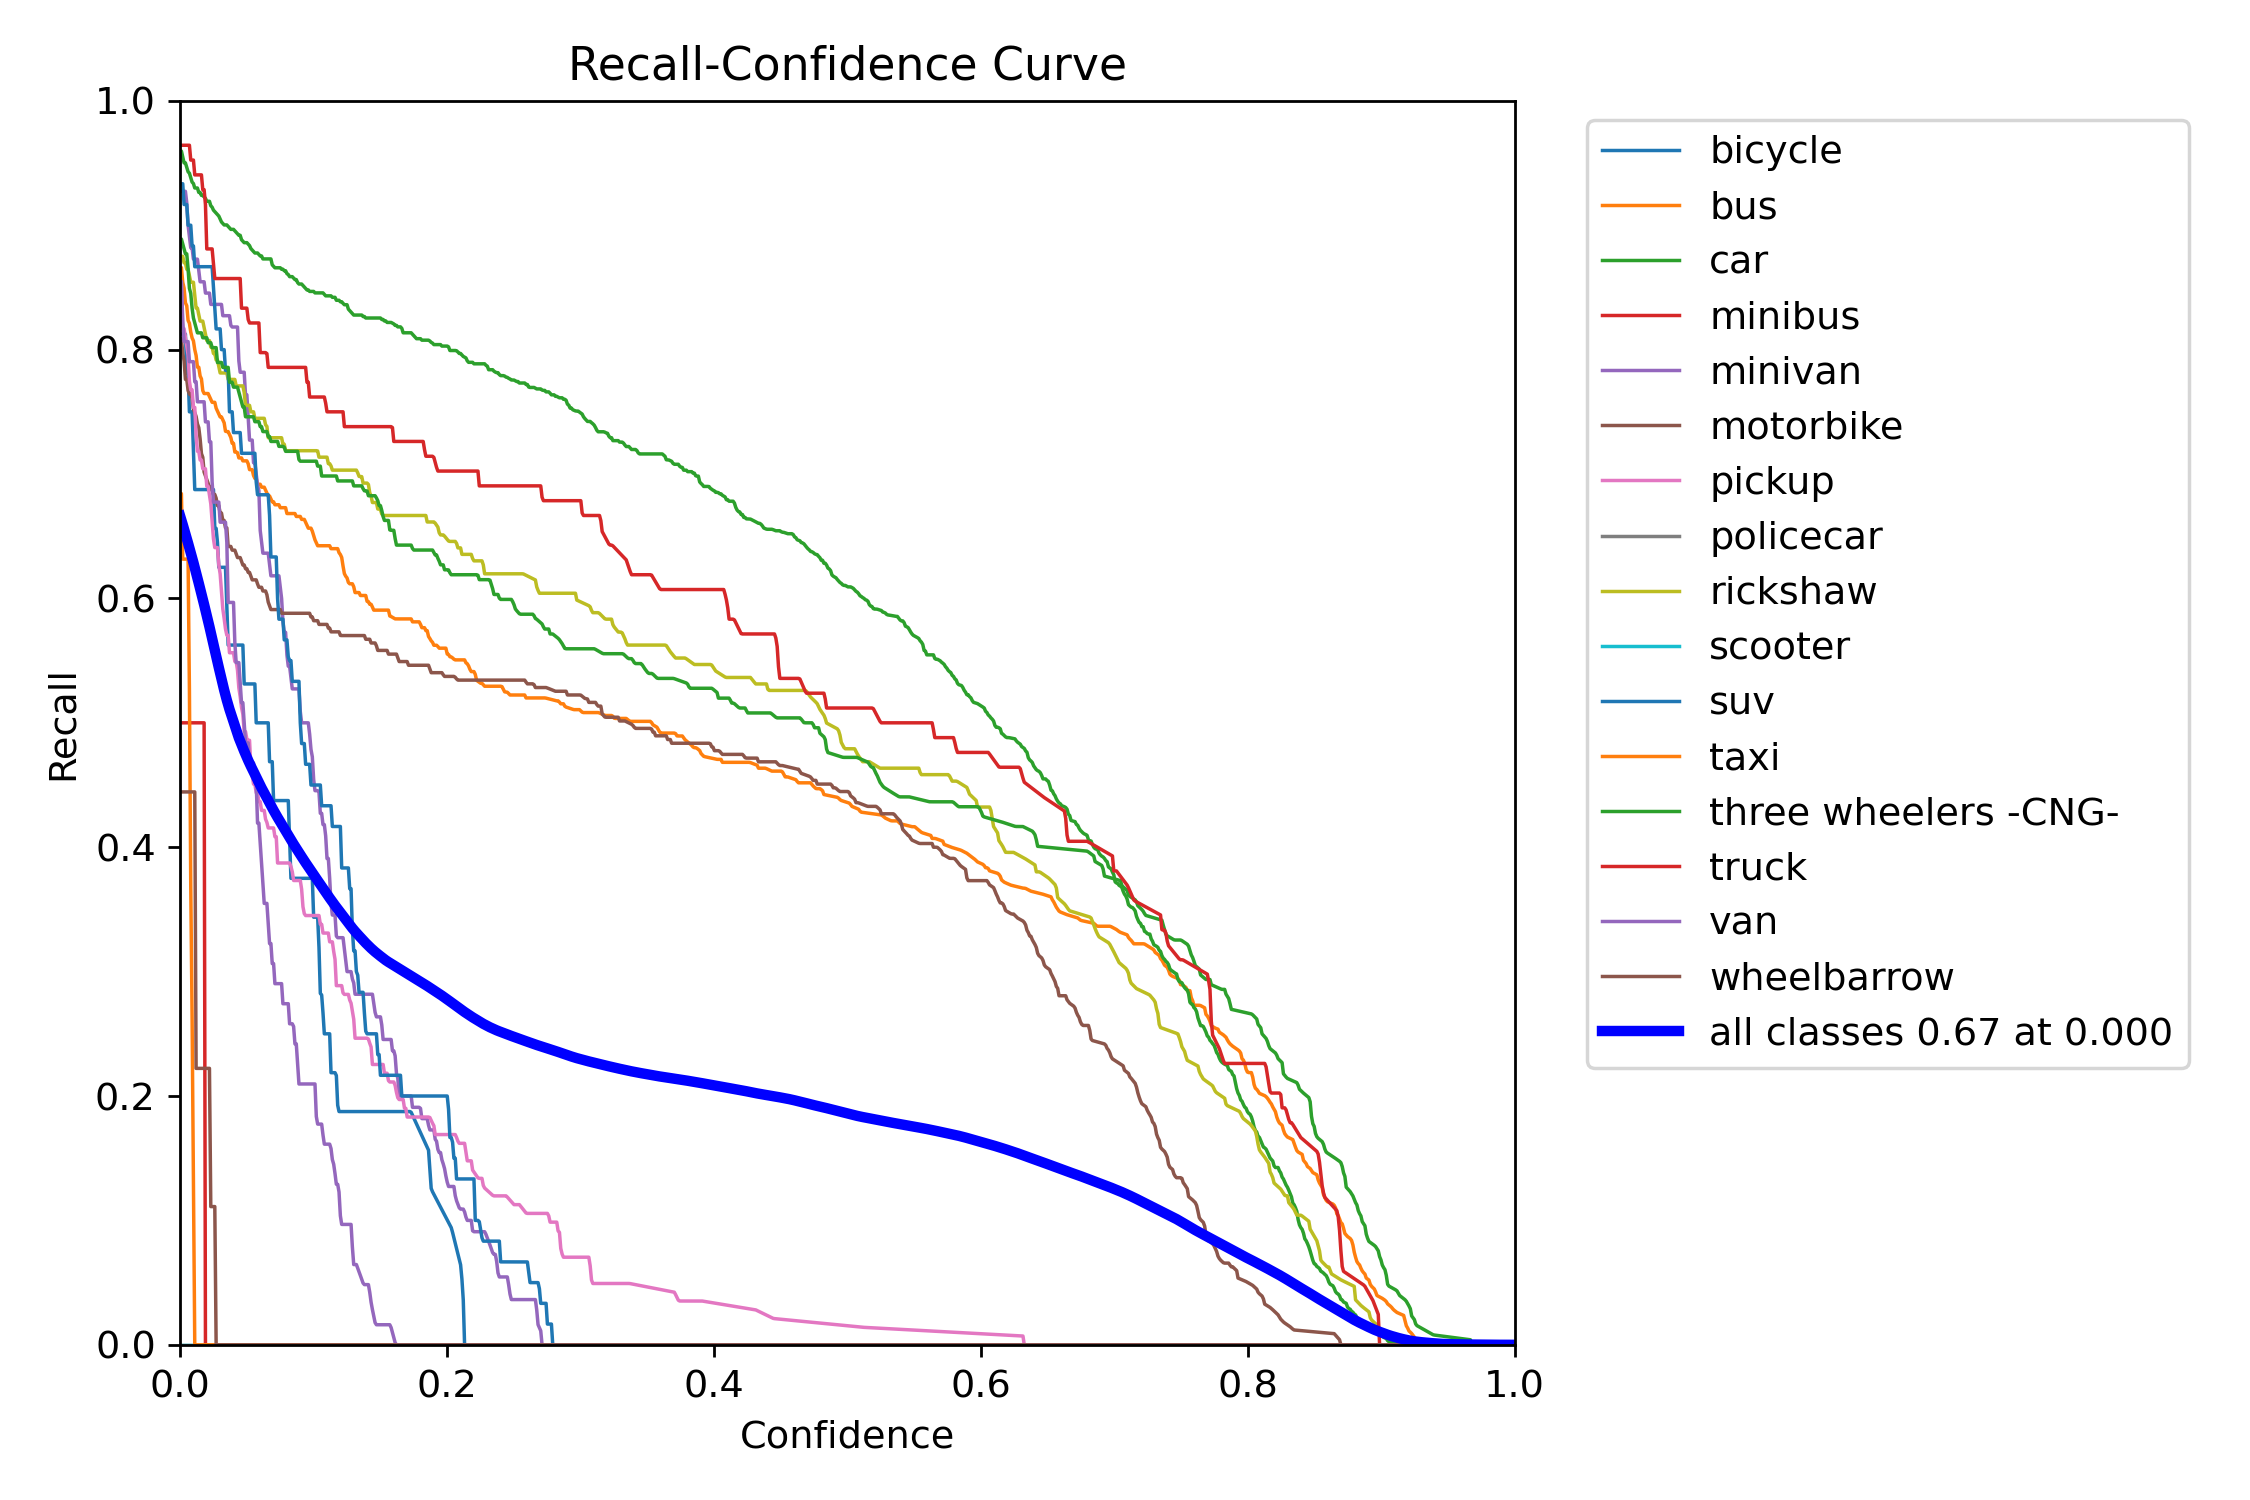 Recall-Confidence Curve
1.0
0.8
0.6
0.4
0.2
0.0
Recall
0.0 0.2 0.4 0.6 0.8 1.0
Confidence
bicycle
bus
car
minibus
minivan
motorbike
pickup
policecar
rickshaw
scooter
suv
taxi
three wheelers -CNG-
truck
van
wheelbarrow
all classes 0.67 at 0.000